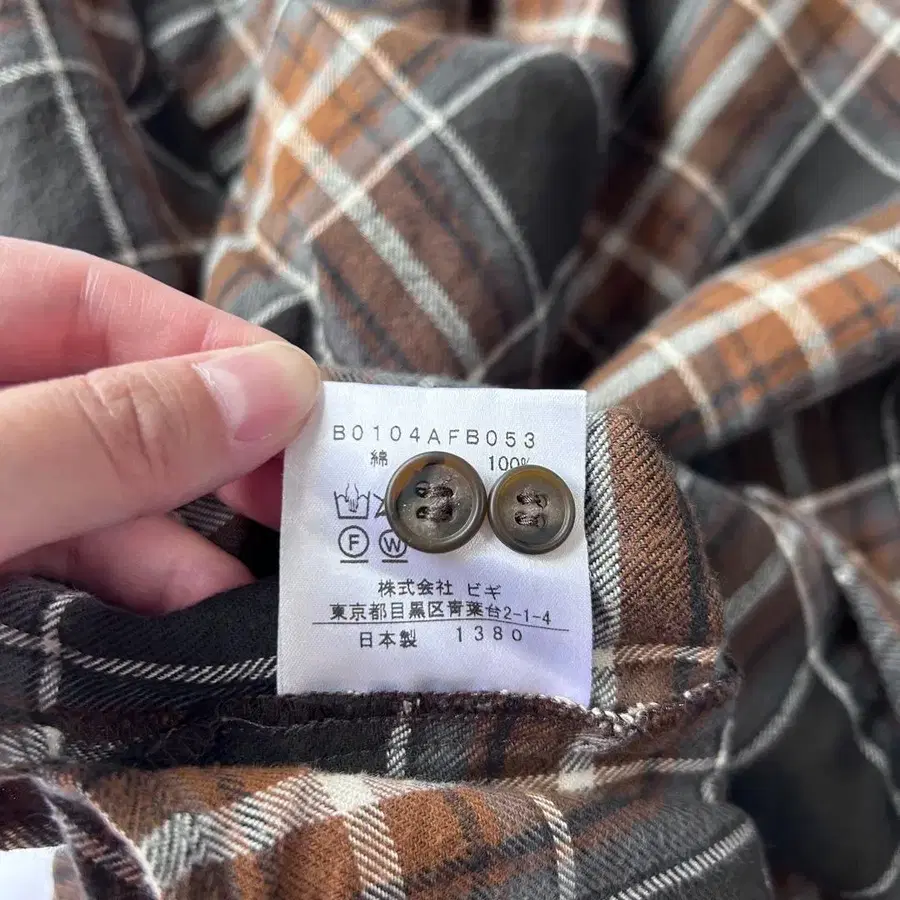 B0104AFB053
綿 100%
F W
株式会社 ビギ
東京都目黒区青葉台2-1-4
日本製 1380